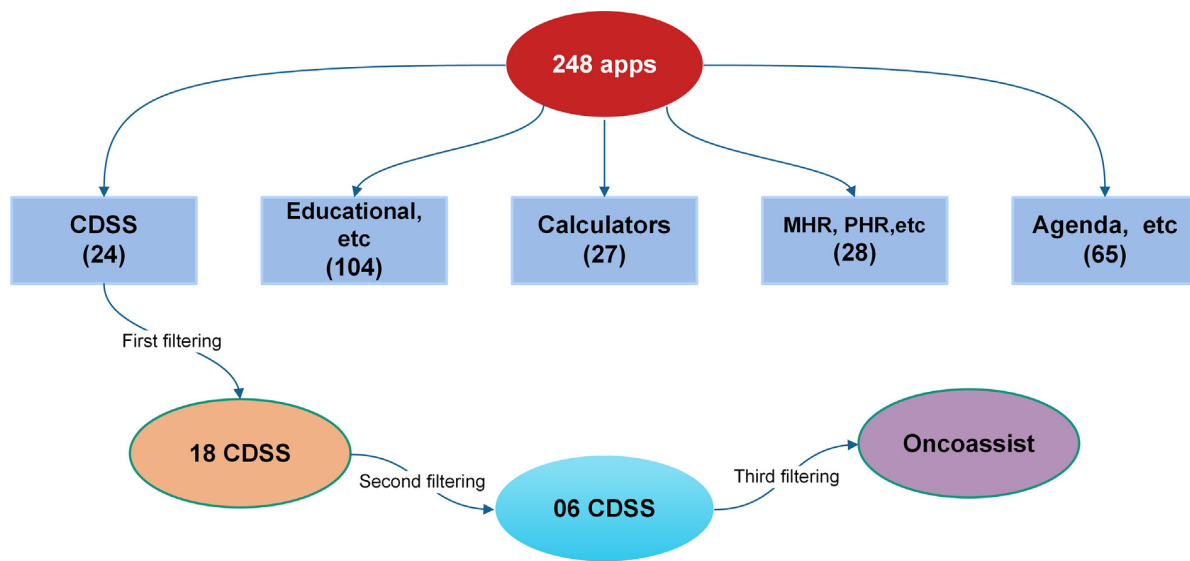 248 apps
CDSS
(24)
Educational,
etc
(104)
Calculators
(27)
MHR, PHR,etc
(28)
Agenda, etc
(65)
First filtering
18 CDSS
Second filtering
06 CDSS
Third filtering
Oncoassist